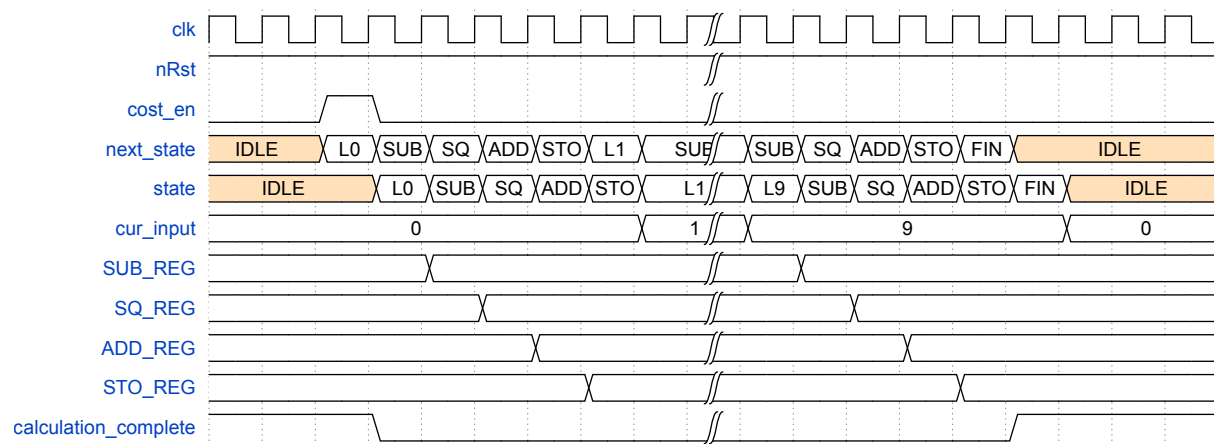 clk
nRst
cost_en
next_state IDLE L0 SUB SQ ADD STO L1 SUB SUB SQ ADD STO FIN IDLE
state IDLE L0 SUB SQ ADD STO L1 L9 SUB SQ ADD STO FIN IDLE
cur_input 0 1 9 0
SUB_REG
SQ_REG
ADD_REG
STO_REG
calculation_complete